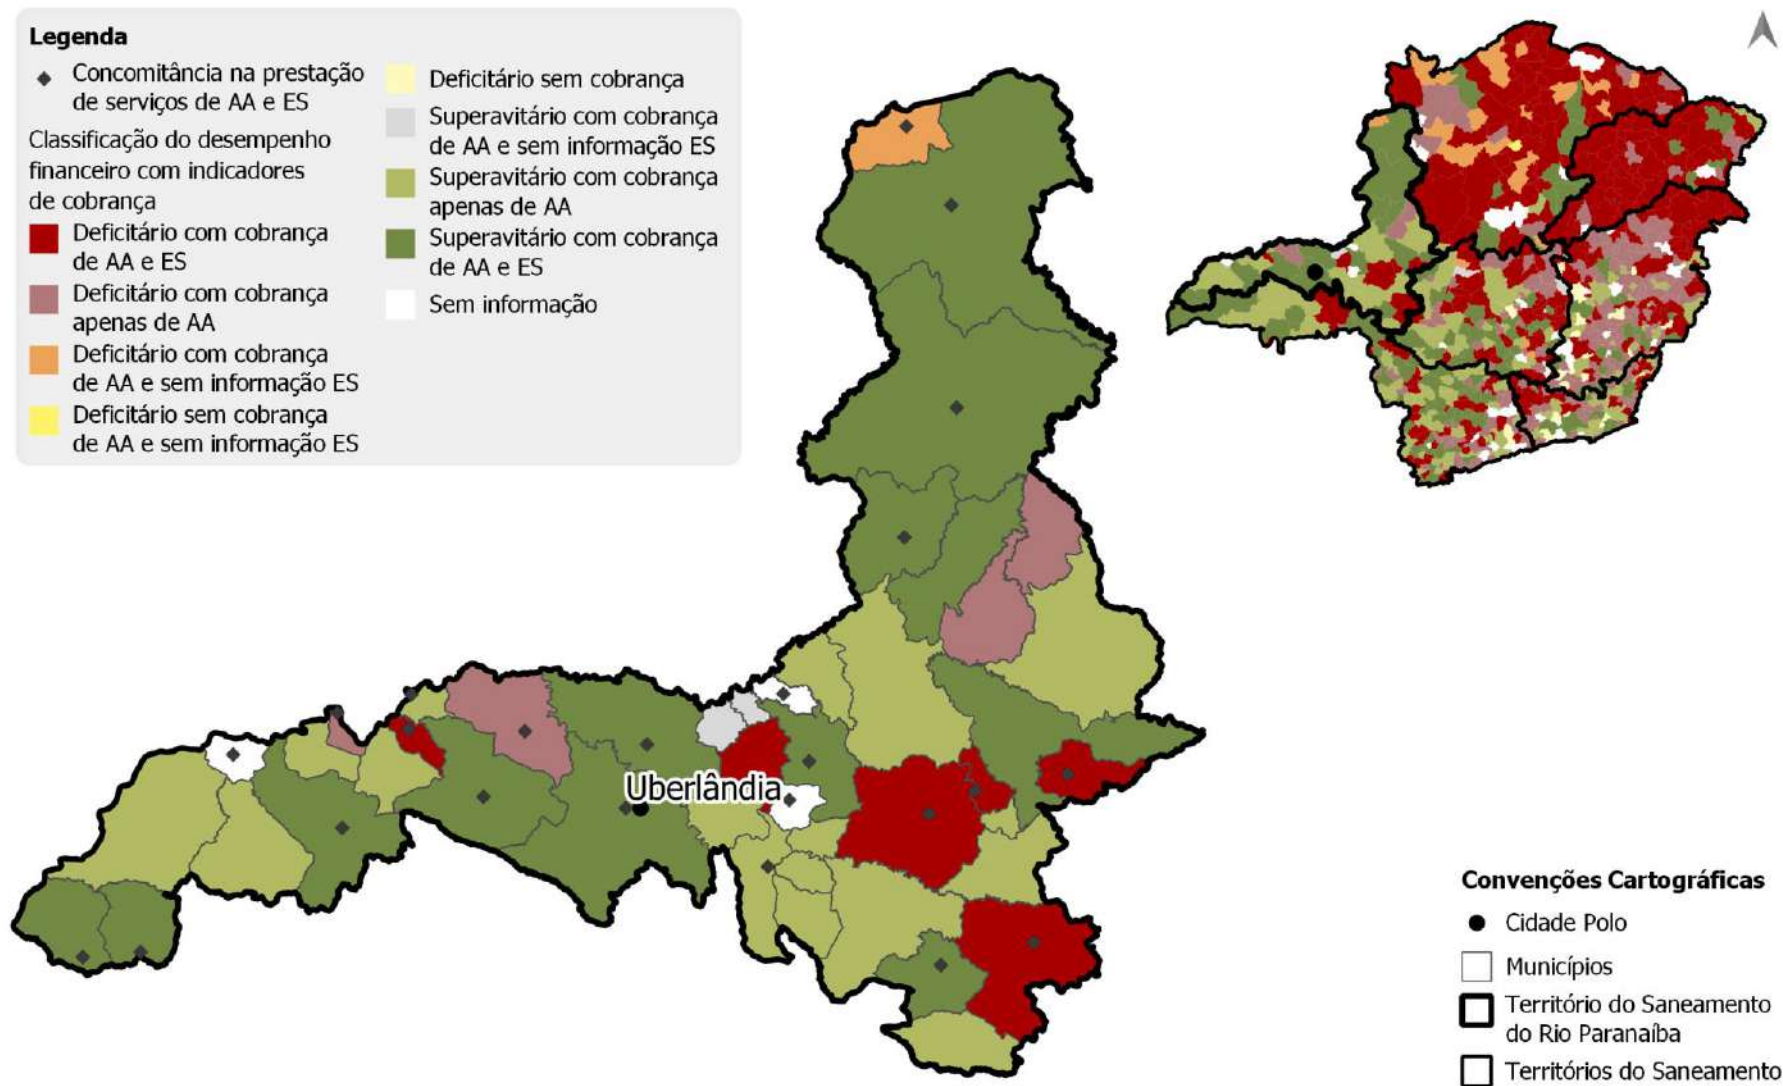 Legenda
Concomitância na prestação
de serviços de AA e ES
Classificação do desempenho
financeiro com indicadores
de cobrança
Deficitário com cobrança
de AA e ES
Deficitário com cobrança
apenas de AA
Deficitário com cobrança
de AA e sem informação ES
Deficitário sem cobrança
de AA e sem informação ES
Deficitário sem cobrança
Superavitário com cobrança
de AA e sem informação ES
Superavitário com cobrança
apenas de AA
Superavitário com cobrança
de AA e ES
Sem informação
Uberlândia
2
Convenções Cartográficas
Cidade Polo
Municípios
Território do Saneamento
do Rio Paranaíba
Territórios do Saneamento